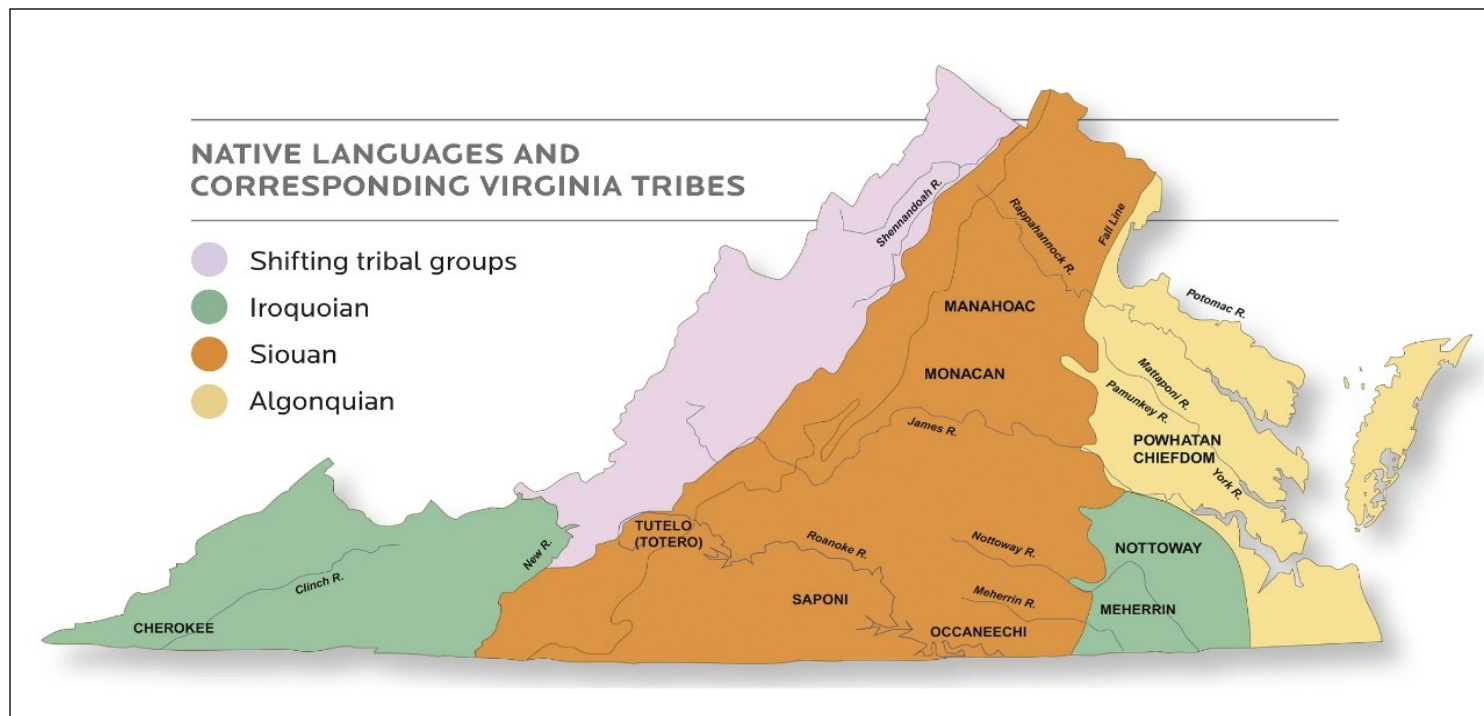 NATIVE LANGUAGES AND
CORRESPONDING VIRGINIA TRIBES
Shifting tribal groups
Iroquoian
Siouan
Algonquian
Shennandoah R.
Rappahannock R.
Fall Line
Potomac R.
MANAHOAC
MONACAN
Mattaponi R.
Pamunkey R.
James R.
POWHATAN
CHIEFDOM
York R.
TUTELO
(TOTERO)
New R.
Roanoke R.
Nottoway R.
NOTTOWAY
Clinch R.
SAPONI
Meherrin R.
MEHERRIN
CHEROKEE
OCCANEECHI